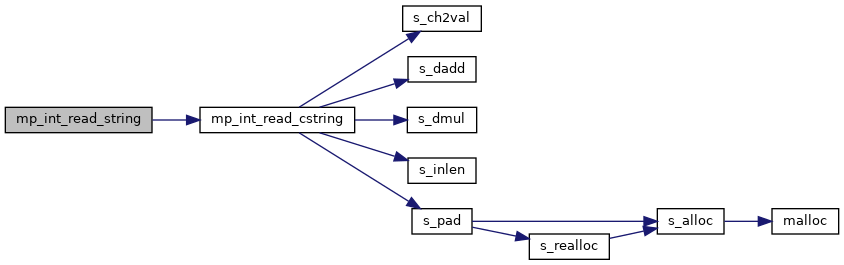 mp_int_read_string
mp_int_read_cstring
s_ch2val
s_dadd
s_dmul
s_inlen
s_pad
s_realloc
s_alloc
malloc